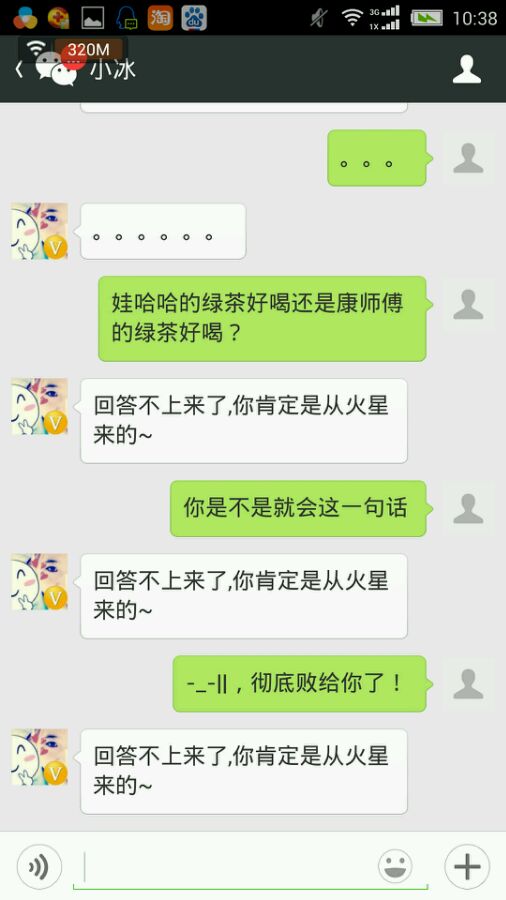 淘
Baidu
3G
1X
10:38
320M
小冰
。。。
。。。。。。
娃哈哈的绿茶好喝还是康师傅
的绿茶好喝？
回答不上来了,你肯定是从火星
来的~
你是不是就会这一句话
回答不上来了,你肯定是从火星
来的~
-_-||，彻底败给你了！
回答不上来了,你肯定是从火星
来的~